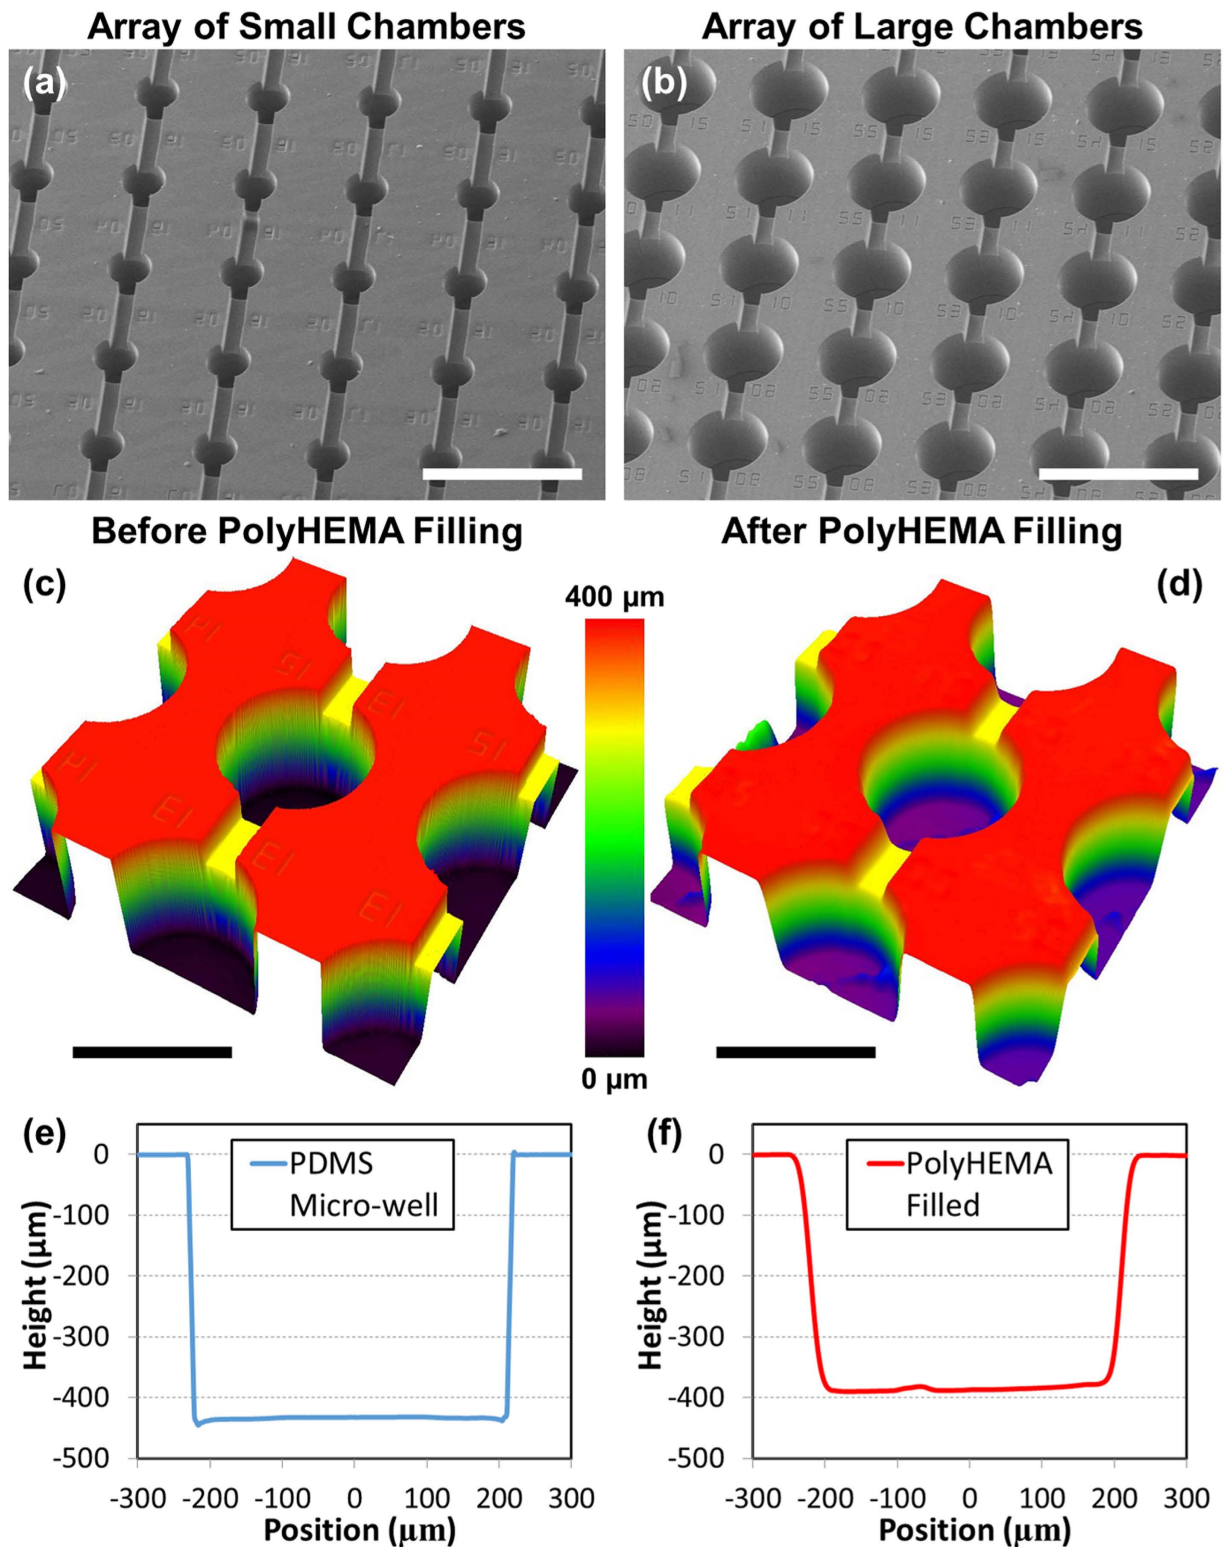 Array of Small Chambers
Array of Large Chambers
(a)
(b)
Before PolyHEMA Filling
After PolyHEMA Filling
(c)
400 µm
(d)
0 µm
(e)
PDMS
Micro-well
0
-100
-200
-300
-400
-500
Height (µm)
-300 -200 -100 0 100 200 300
Position (µm)
(f)
PolyHEMA
Filled
0
-100
-200
-300
-400
-500
Height (µm)
-300 -200 -100 0 100 200 300
Position (µm)